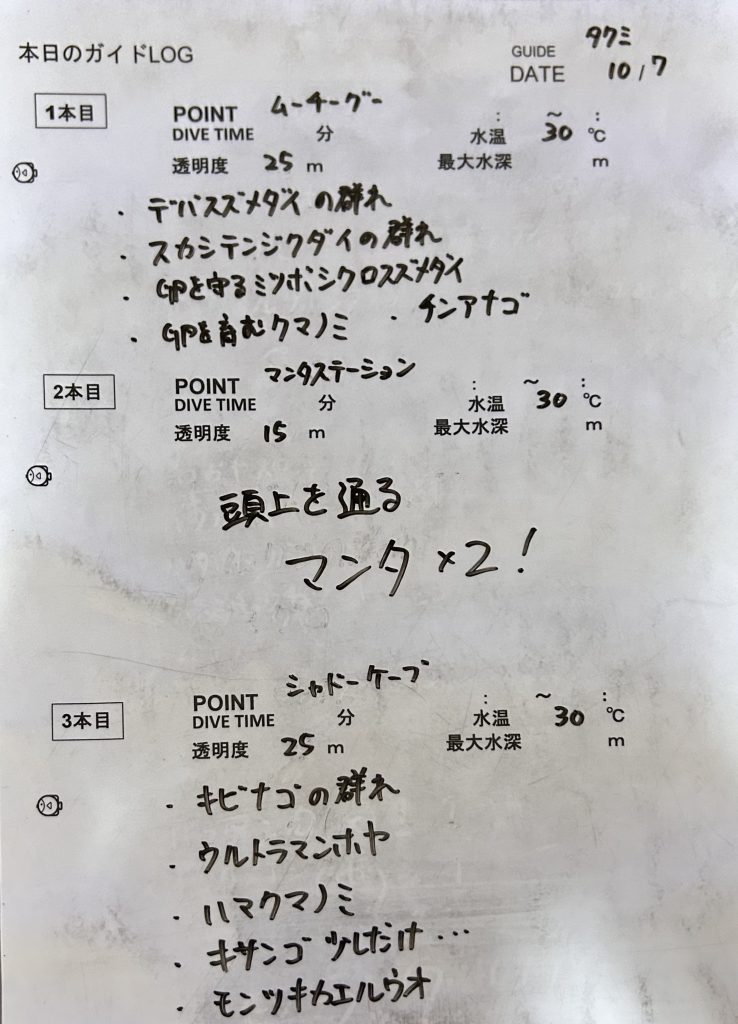 本日のガイドLOG
GUIDE タクミ
DATE 10/7
1本目
POINT ムーチーグー
: ～ :
DIVE TIME 分 水温 30 ℃
透明度 25 m 最大水深 m
・デバスズメダイの群れ
・スカシテンジクダイの群れ
・GPを守るミツボシクロスズメダイ
・GPを育むクマノミ ・チンアナゴ
2本目
POINT マンタステーション
: ～ :
DIVE TIME 分 水温 30 ℃
透明度 15 m 最大水深 m
頭上を通る
マンタ×2!
3本目
POINT シャドーケーブ
: ～ :
DIVE TIME 分 水温 30 ℃
透明度 25 m 最大水深 m
・キビナゴの群れ
・ウルトラマンホヤ
・ハマクマノミ
・キサンゴ少しだけ…
・モンツキカエルウオ